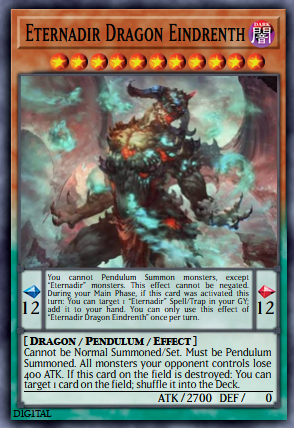 Eternadir Dragon Eindrenth
DARK
闇
You cannot Pendulum Summon monsters, except
"Eternadir" monsters. This effect cannot be negated.
During your Main Phase, if this card was activated this
turn: You can target 1 "Eternadir" Spell/Trap in your GY;
add it to your hand. You can only use this effect of
"Eternadir Dragon Eindrenth" once per turn.
12
12
[ Dragon / Pendulum / Effect ]
Cannot be Normal Summoned/Set. Must be Pendulum
Summoned. All monsters your opponent controls lose
400 ATK. If this card on the field is destroyed: You can
target 1 card on the field; shuffle it into the Deck.
ATK/2700 DEF/ 0
DIGITAL